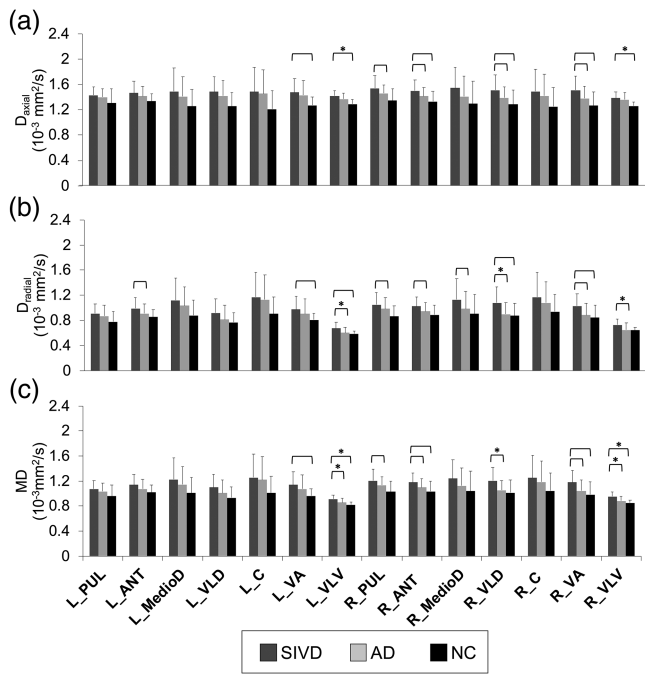 (a)
2.4
2
1.6
1.2
0.8
0.4
0
Daxial
(10-3 mm2/s)
*
*
(b)
2.4
2
1.6
1.2
0.8
0.4
0
Dradial
(10-3 mm2/s)
*
*
*
(c)
2.4
2
1.6
1.2
0.8
0.4
0
MD
(10-3mm2/s)
*
*
*
*
*
L_PUL
L_ANT
L_MedioD
L_VLD
L_C
L_VA
L_VLV
R_PUL
R_ANT
R_MedioD
R_VLD
R_C
R_VA
R_VLV
SIVD AD NC